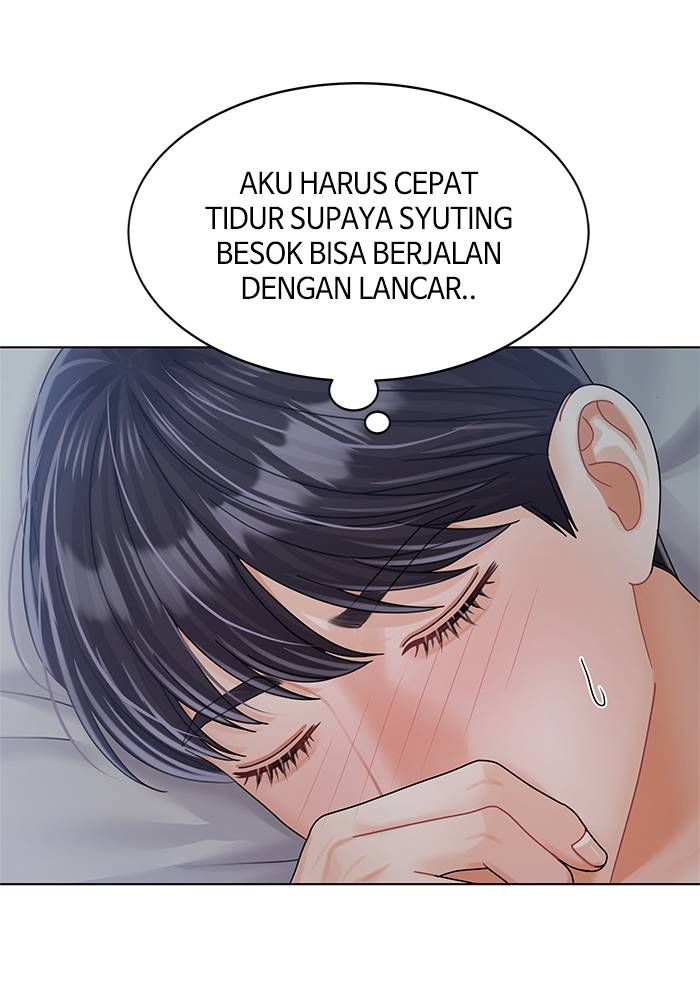 AKU HARUS CEPAT
TIDUR SUPAYA SYUTING
BESOK BISA BERJALAN
DENGAN LANCAR..